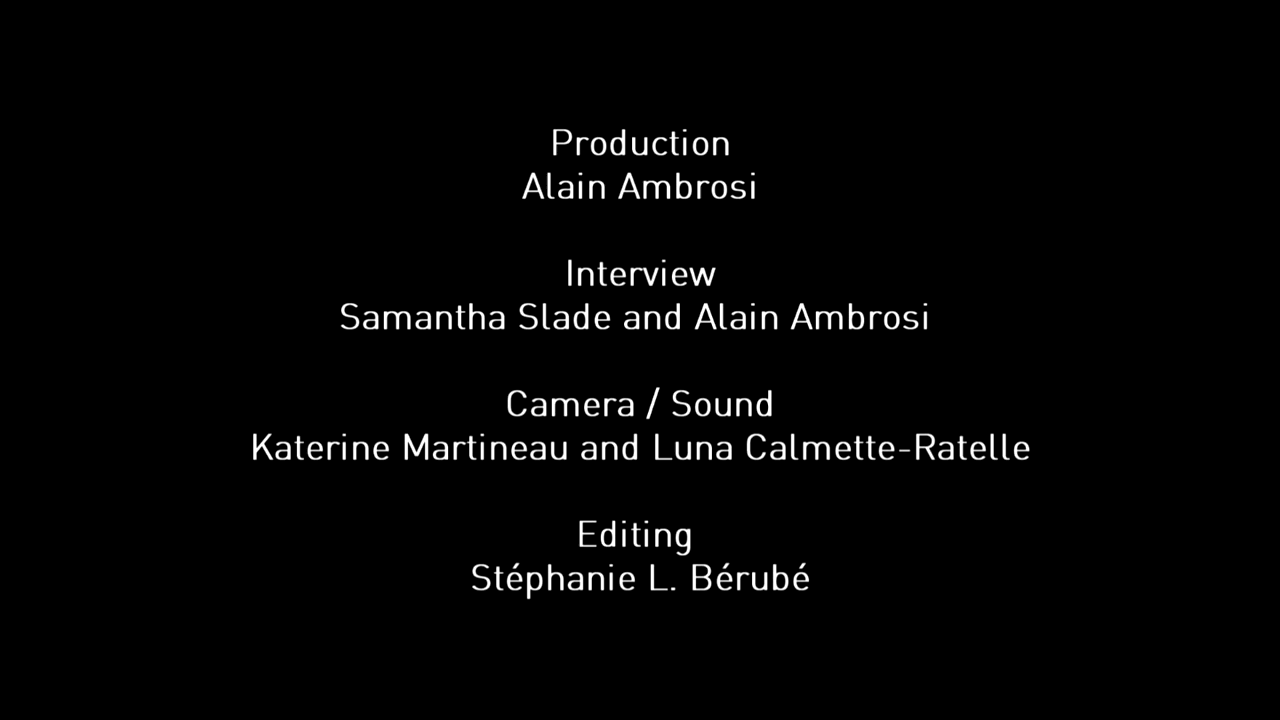 Production
Alain Ambrosi
Interview
Samantha Slade and Alain Ambrosi
Camera / Sound
Katerine Martineau and Luna Calmette-Ratelle
Editing
Stéphanie L. Bérubé